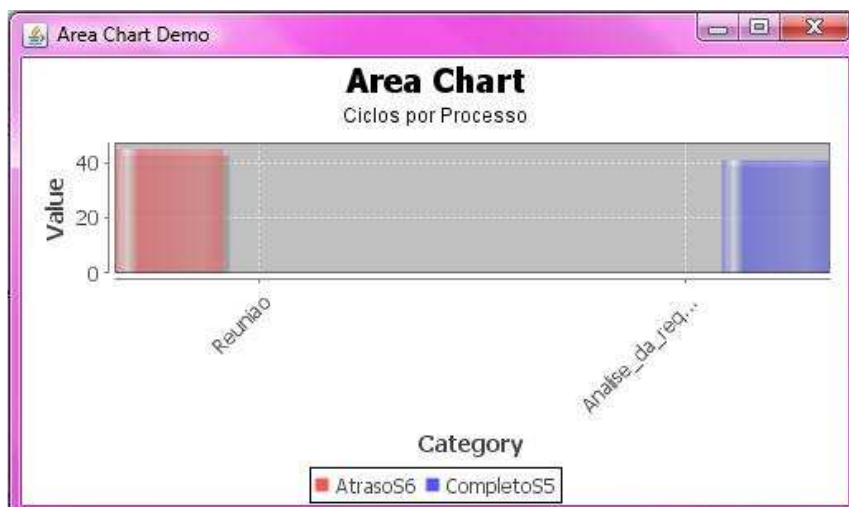 Area Chart Demo
Area Chart
Ciclos por Processo
Value
40
20
0
Reuniao
Analise_da_req...
Category
AtrasoS6 CompletoS5